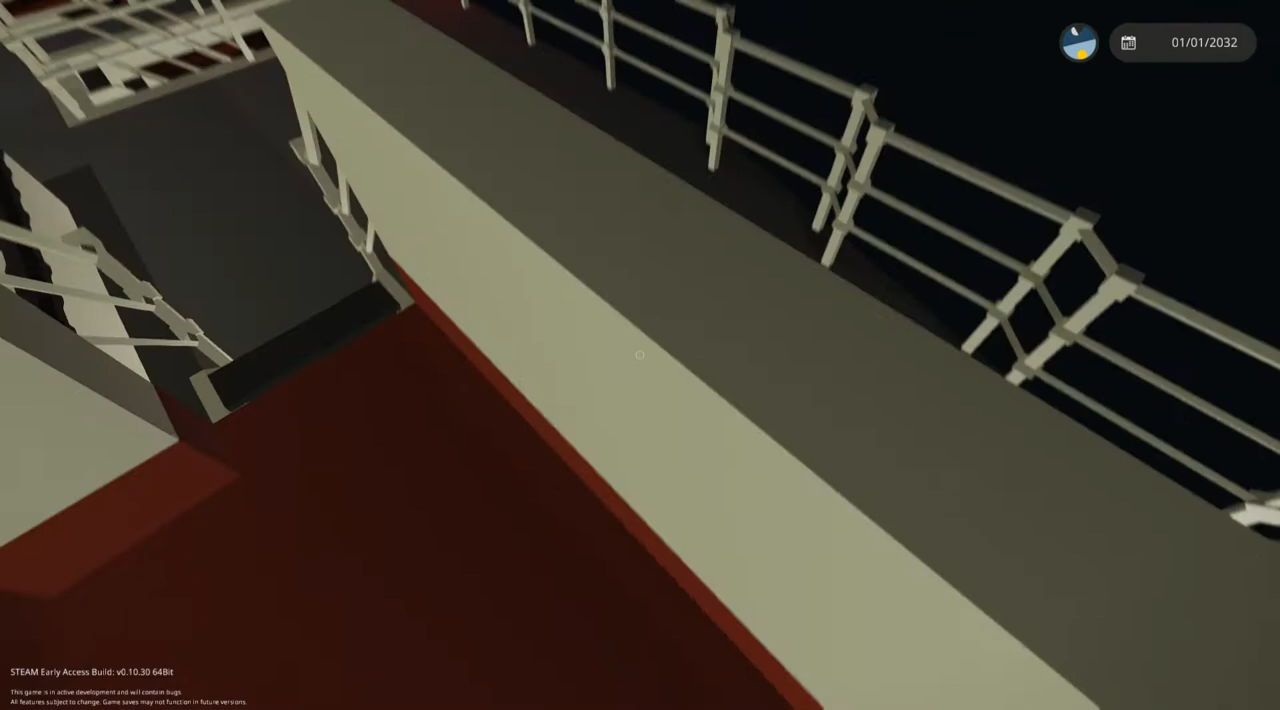 01/01/2032
STEAM Early Access Build: v0.10.30 64Bit
This game is in active development and will contain bugs
All features subject to change. Game saves may not function in future versions.